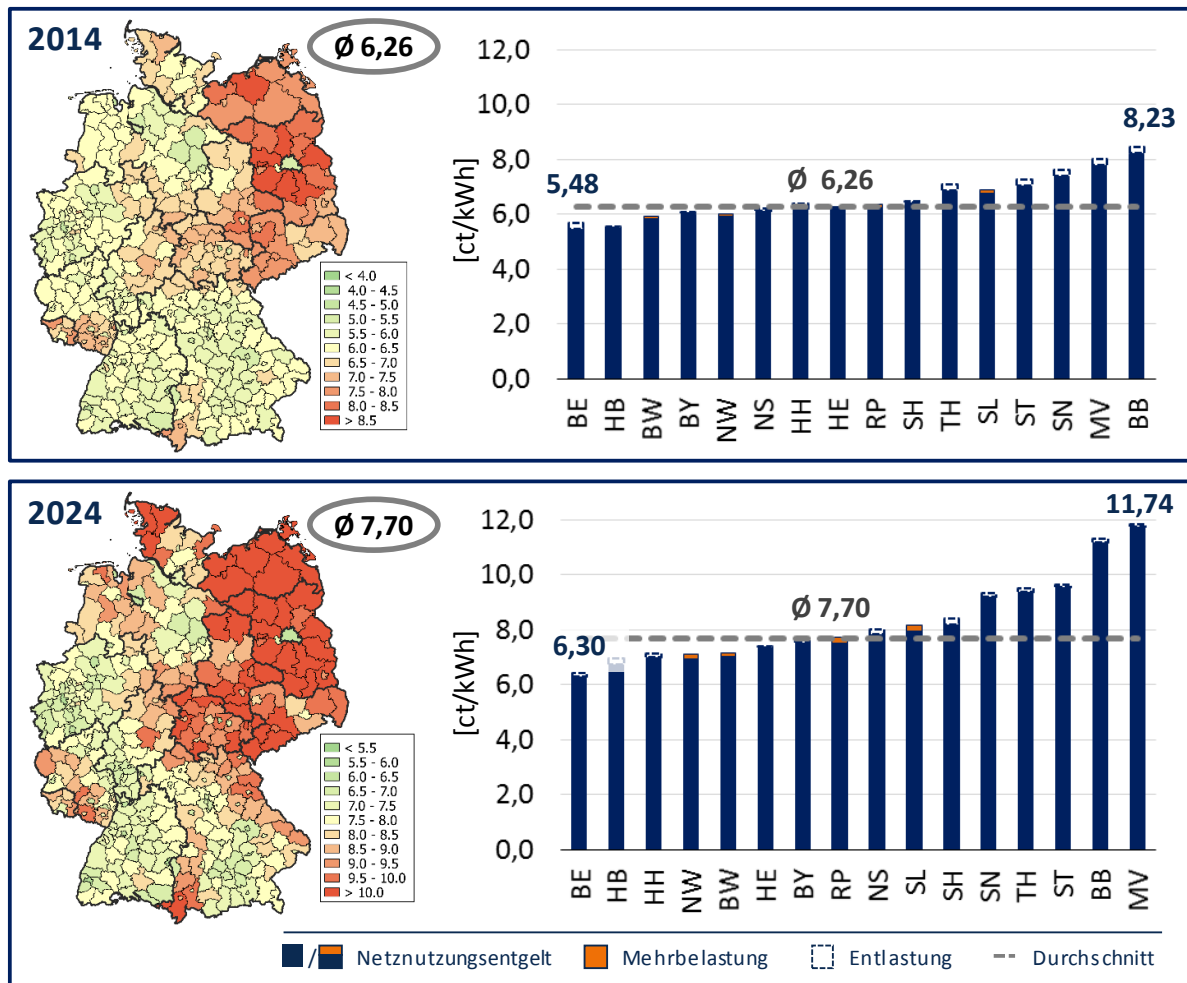 2014
Ø 6,26
< 4.0
4.0 - 4.5
4.5 - 5.0
5.0 - 5.5
5.5 - 6.0
6.0 - 6.5
6.5 - 7.0
7.0 - 7.5
7.5 - 8.0
8.0 - 8.5
> 8.5
[ct/kWh]
12,0
10,0
8,0
6,0
4,0
2,0
0,0
5,48
Ø 6,26
8,23
BE HB BW BY NW NS HH HE RP SH TH SL ST SN MV BB
2024
Ø 7,70
< 5.5
5.5 - 6.0
6.0 - 6.5
6.5 - 7.0
7.0 - 7.5
7.5 - 8.0
8.0 - 8.5
8.5 - 9.0
9.0 - 9.5
9.5 - 10.0
> 10.0
[ct/kWh]
12,0
10,0
8,0
6,0
4,0
2,0
0,0
6,30
Ø 7,70
11,74
BE HB HH NW BW HE BY RP NS SL SH SN TH ST BB MV
/ Netznutzungsentgelt Mehrbelastung Entlastung Durchschnitt